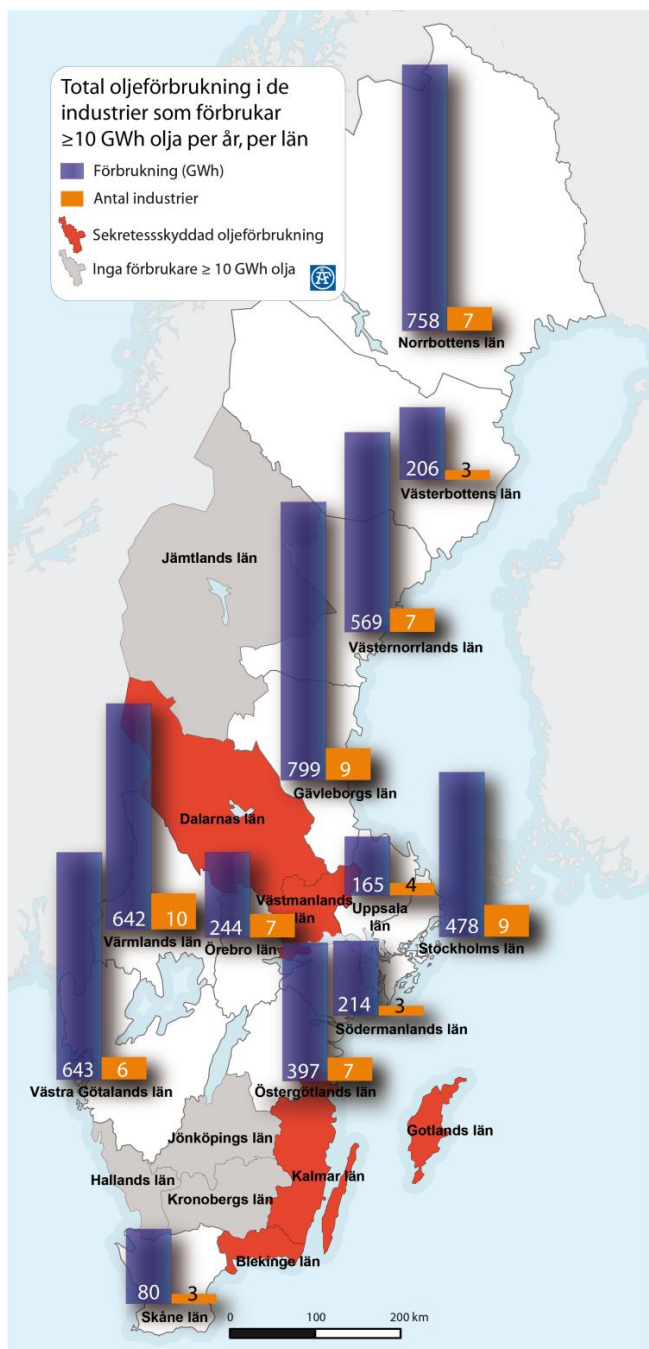 Total oljeförbrukning i de
industrier som förbrukar
≥10 GWh olja per år, per län
Förbrukning (GWh)
Antal industrier
Sekretessskyddad oljeförbrukning
Inga förbrukare ≥ 10 GWh olja
ÅF
758 7
Norrbottens län
206 3
Västerbottens län
Jämtlands län
569 7
Västernorrlands län
799 9
Gävleborgs län
Dalarnas län
165 4
Uppsala
län
Västmanlands
län
642 10
Värmlands län
244 7
Örebro län
478 9
Stockholms län
214 3
Södermanlands län
643 6
Västra Götalands län
397 7
Östergötlands län
Jönköpings län
Gotlands län
Hallands län
Kalmar län
Kronobergs län
Blekinge län
80 3
Skåne län
0 100 200 km